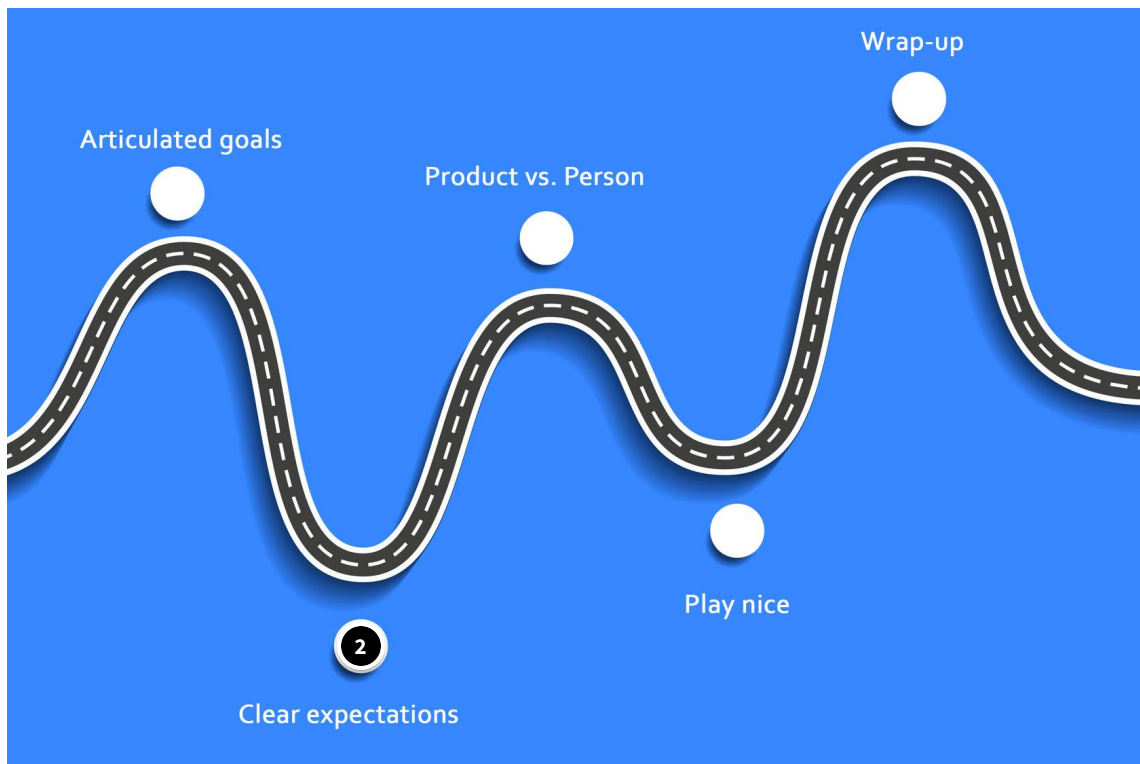 Wrap-up
Articulated goals
Product vs. Person
Play nice
2
Clear expectations